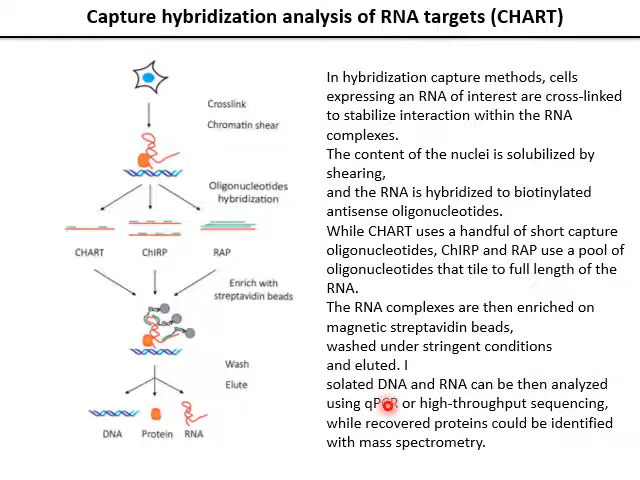 Capture hybridization analysis of RNA targets (CHART)
Crosslink
Chromatin shear
Oligonucleotides
hybridization
CHART
ChIRP
RAP
Enrich with
streptavidin beads
Wash
Elute
DNA
Protein
RNA
In hybridization capture methods, cells
expressing an RNA of interest are cross-linked
to stabilize interaction within the RNA
complexes.
The content of the nuclei is solubilized by
shearing,
and the RNA is hybridized to biotinylated
antisense oligonucleotides.
While CHART uses a handful of short capture
oligonucleotides, ChIRP and RAP use a pool of
oligonucleotides that tile to full length of the
RNA.
The RNA complexes are then enriched on
magnetic streptavidin beads,
washed under stringent conditions
and eluted. I
solated DNA and RNA can be then analyzed
using qPCR or high-throughput sequencing,
while recovered proteins could be identified
with mass spectrometry.